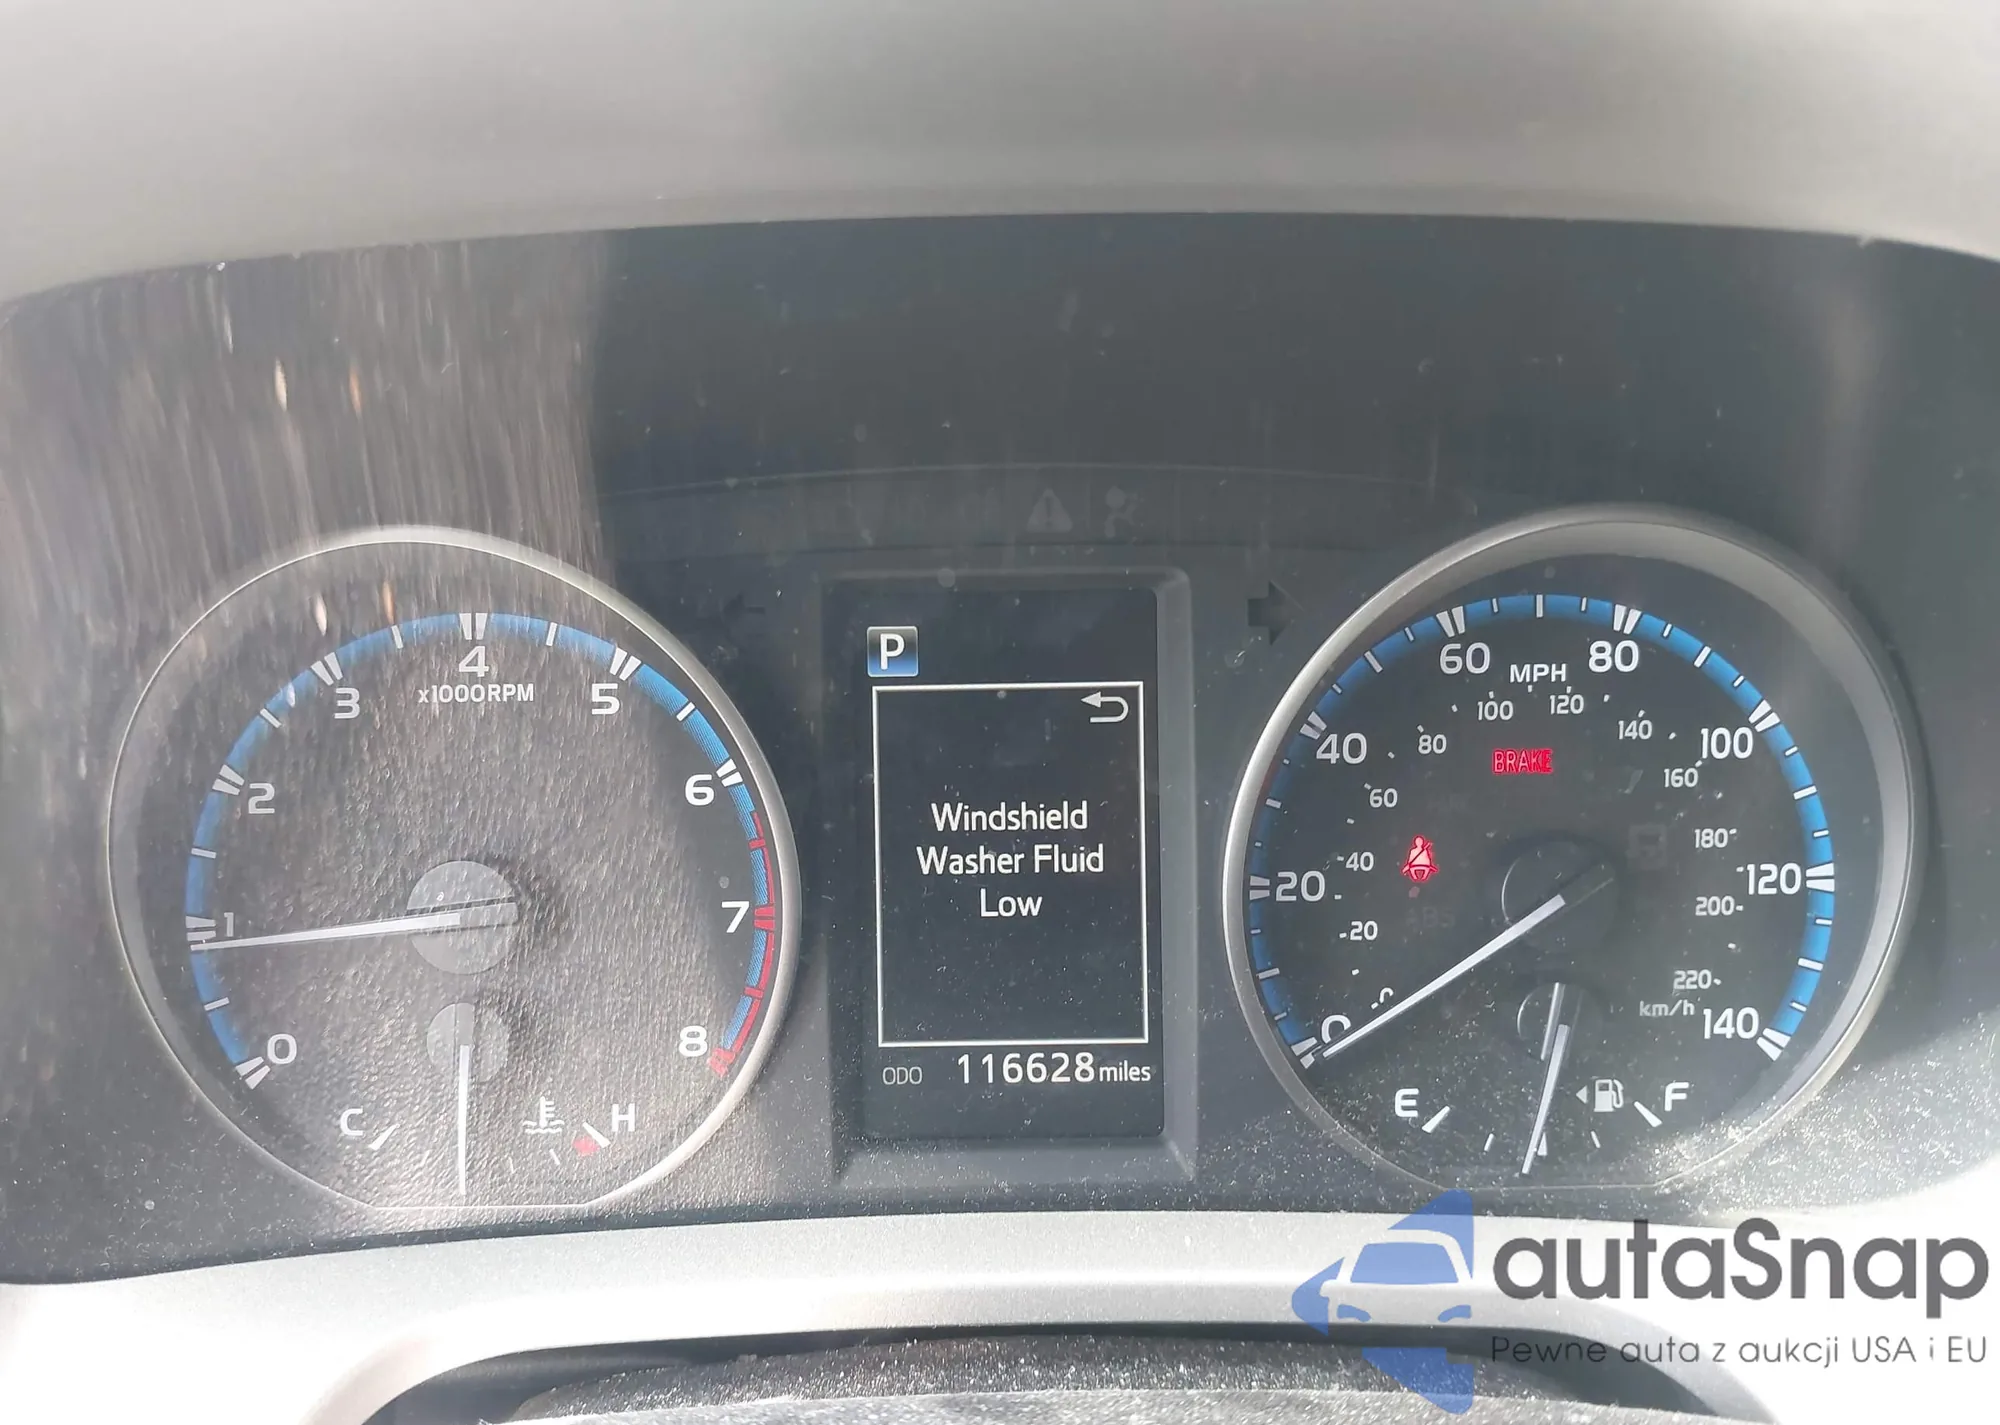 4
x1000RPM
3
5
2
6
1
7
0
8
C
H
P
Windshield
Washer Fluid
Low
ODO 116628 miles
60 MPH 80
100 120
80 140
40 100
BRAKE
60 160
40 180
20 120
ABS
20 200
220
0 km/h 140
E F
autaSnap
Pewne auta z aukcji USA i EU